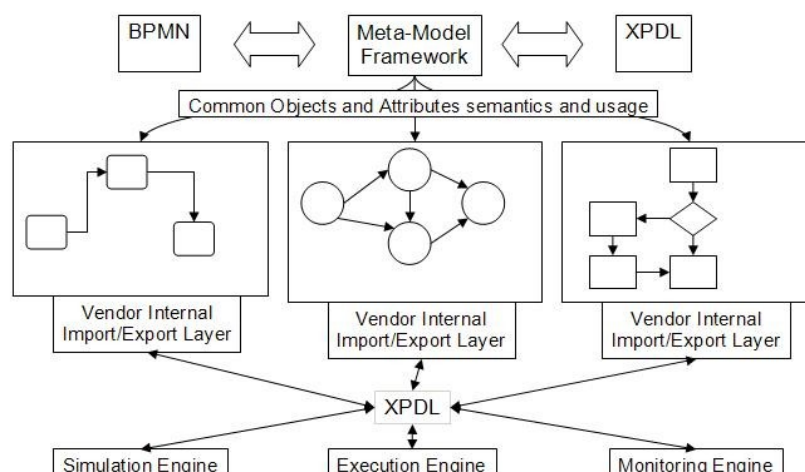 BPMN
Meta-Model
Framework
XPDL
Common Objects and Attributes semantics and usage
Vendor Internal
Import/Export Layer
Vendor Internal
Import/Export Layer
Vendor Internal
Import/Export Layer
XPDL
Simulation Engine
Execution Engine
Monitoring Engine